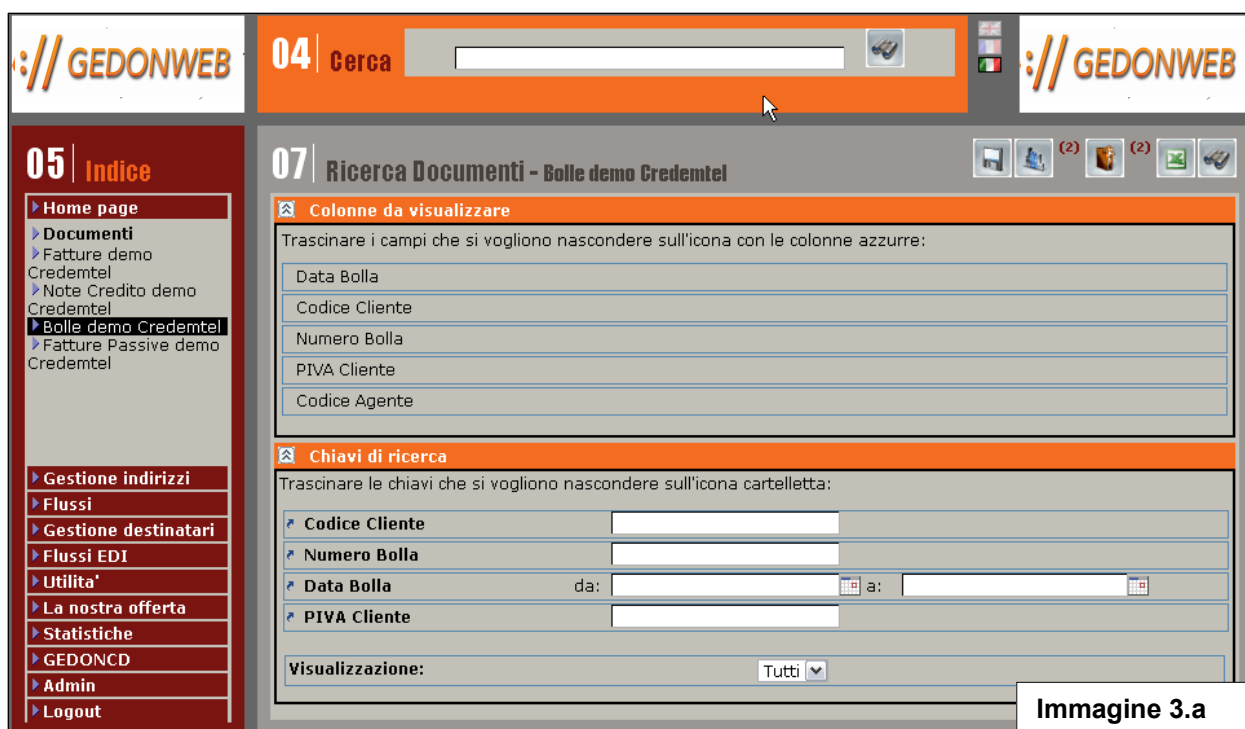 :// GEDONWEB
04 Cerca
:// GEDONWEB
05 Indice
Home page
Documenti
Fatture demo
Credemtel
Note Credito demo
Credemtel
Bolle demo Credemtel
Fatture Passive demo
Credemtel
Gestione indirizzi
Flussi
Gestione destinatari
Flussi EDI
Utilita'
La nostra offerta
Statistiche
GEDONCD
Admin
Logout
07 Ricerca Documenti - Bolle demo Credemtel
(2) (2)
Colonne da visualizzare
Trascinare i campi che si vogliono nascondere sull'icona con le colonne azzurre:
Data Bolla
Codice Cliente
Numero Bolla
PIVA Cliente
Codice Agente
Chiavi di ricerca
Trascinare le chiavi che si vogliono nascondere sull'icona cartelletta:
Codice Cliente
Numero Bolla
Data Bolla da: a:
PIVA Cliente
Visualizzazione: Tutti
Immagine 3.a